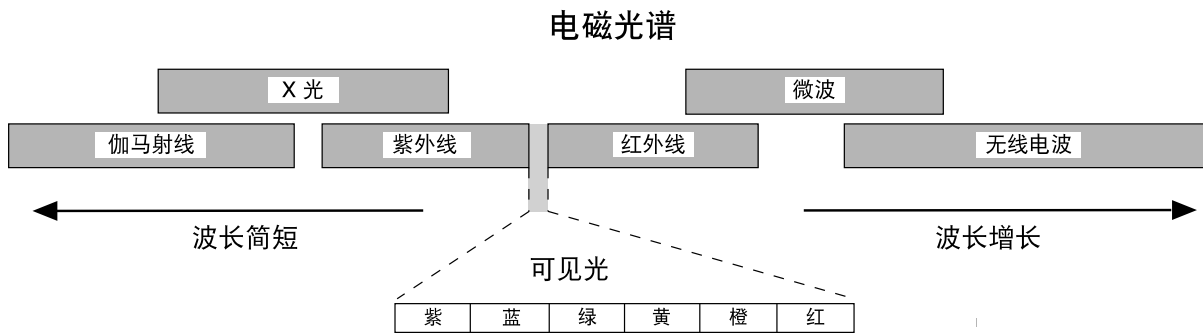 电磁光谱
X 光
微波
伽马射线
紫外线
红外线
无线电波
波长简短
波长增长
可见光
紫
蓝
绿
黄
橙
红